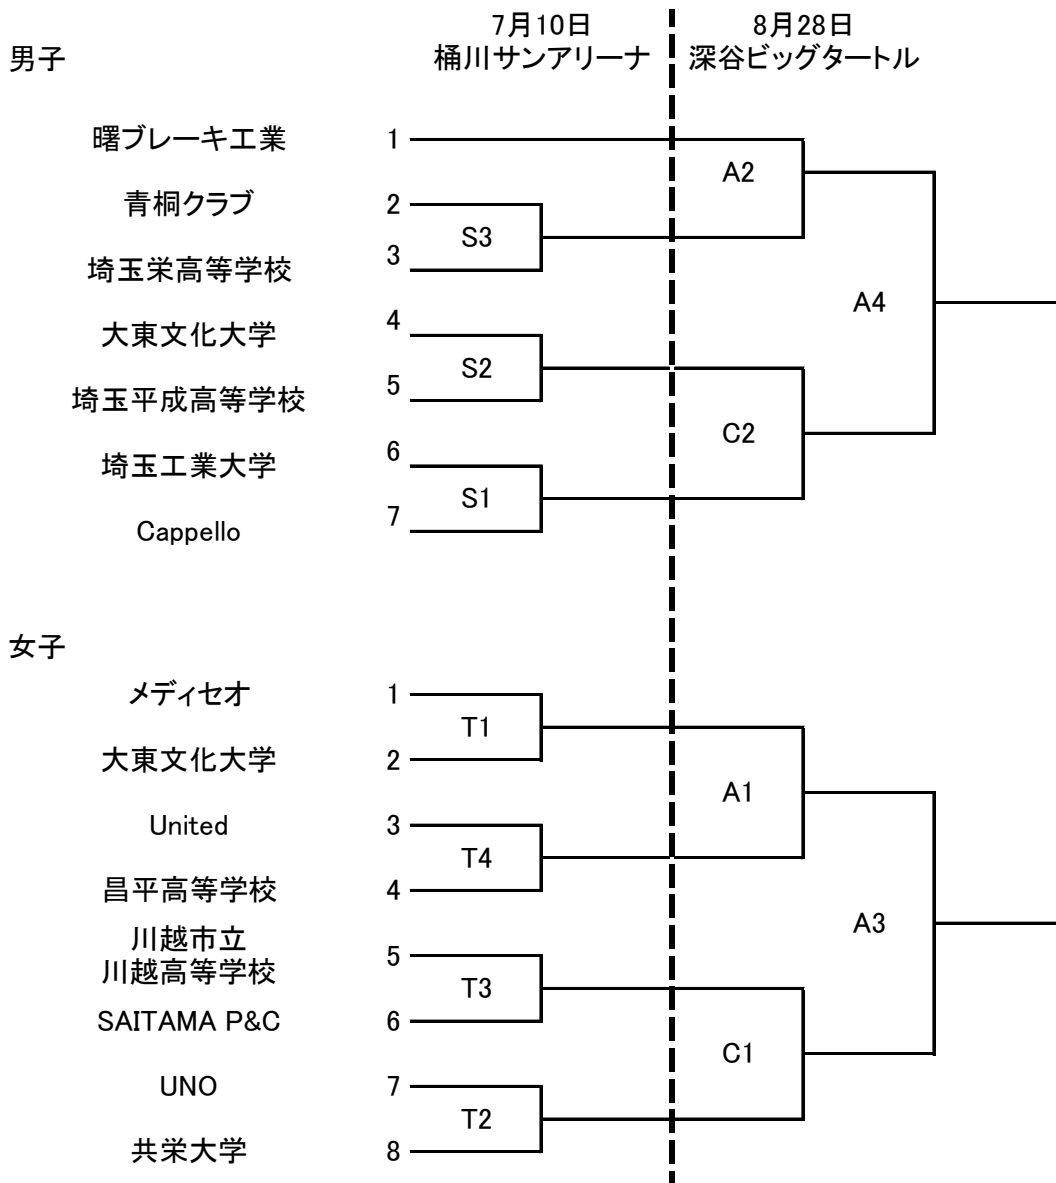 7月10日
8月28日
男子
桶川サンアリーナ
深谷ビッグタートル
曙ブレーキ工業
1
A2
青桐クラブ
2
S3
埼玉栄高等学校
3
A4
大東文化大学
4
S2
埼玉平成高等学校
5
C2
埼玉工業大学
6
S1
Cappello
7
女子
メディセオ
1
T1
大東文化大学
2
A1
United
3
T4
昌平高等学校
4
A3
川越市立
川越高等学校
5
T3
SAITAMA P&C
6
C1
UNO
7
T2
共栄大学
8